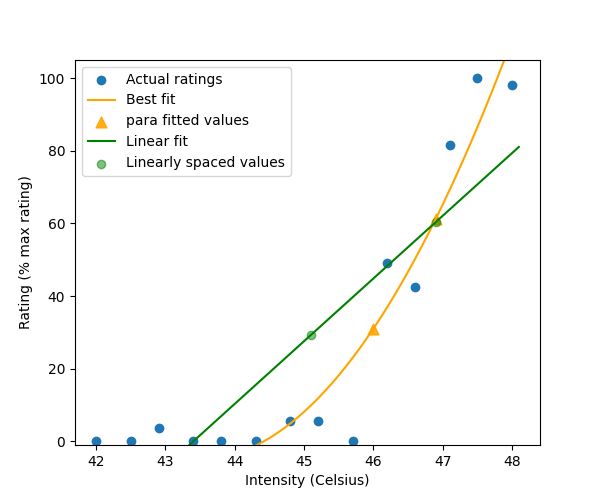 Actual ratings
Best fit
para fitted values
Linear fit
Linearly spaced values
100
80
60
40
20
0
Rating (% max rating)
42 43 44 45 46 47 48
Intensity (Celsius)